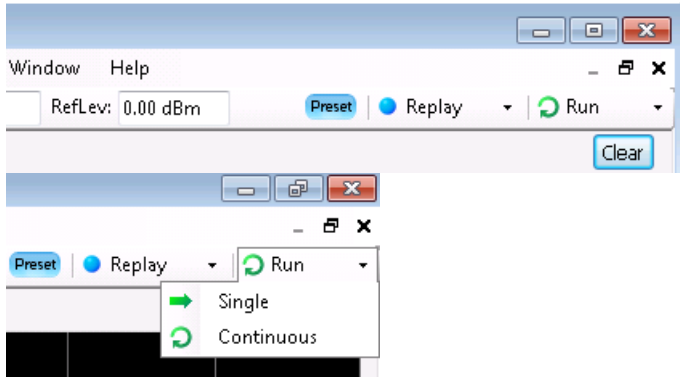 Window Help
RefLev: 0.00 dBm Preset Replay Run
Clear
Preset Replay Run
Single
Continuous